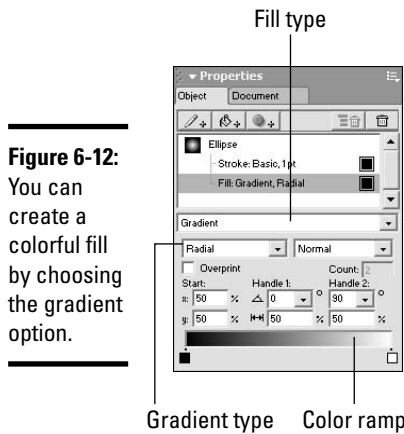 Fill type
Properties
Object Document
Ellipse
Stroke: Basic, 1pt
Fill: Gradient, Radial
Gradient
Radial Normal
Overprint Count: 2
Start: Handle 1: Handle 2:
x: 50 % 0 ° 90 °
y: 50 % 50 % 50 %
Figure 6-12:
You can
create a
colorful fill
by choosing
the gradient
option.
Gradient type Color ramp